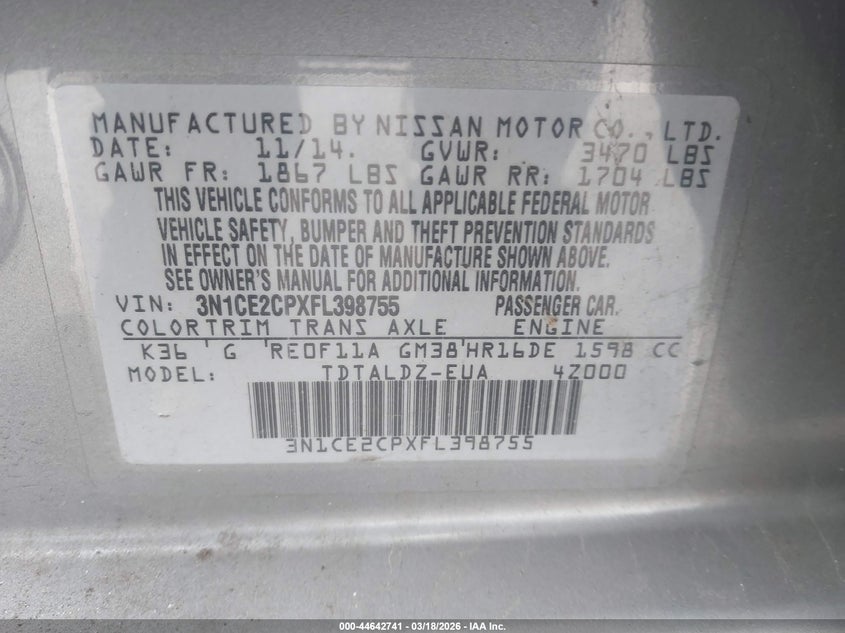 MANUFACTURED BY NISSAN MOTOR CO., LTD.
DATE: 11/14. GVWR: 3470 LBS
GAWR FR: 1867 LBS GAWR RR: 1704 LBS
THIS VEHICLE CONFORMS TO ALL APPLICABLE FEDERAL MOTOR
VEHICLE SAFETY, BUMPER AND THEFT PREVENTION STANDARDS
IN EFFECT ON THE DATE OF MANUFACTURE SHOWN ABOVE.
SEE OWNER'S MANUAL FOR ADDITIONAL INFORMATION.
VIN: 3N1CE2CPXFL398755 PASSENGER CAR.
COLORTRIM TRANS AXLE ENGINE
K36 'G 'RE0F11A GM38'HR16DE 1598 CC
MODEL: TDTALDZ-EUA 4Z000
3N1CE2CPXFL398755
000-44642741 | 03/18/2026 - IAA Inc.